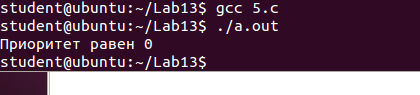 student@ubuntu:~/Lab13$ gcc 5.c
student@ubuntu:~/Lab13$ ./a.out
Приоритет равен 0
student@ubuntu:~/Lab13$